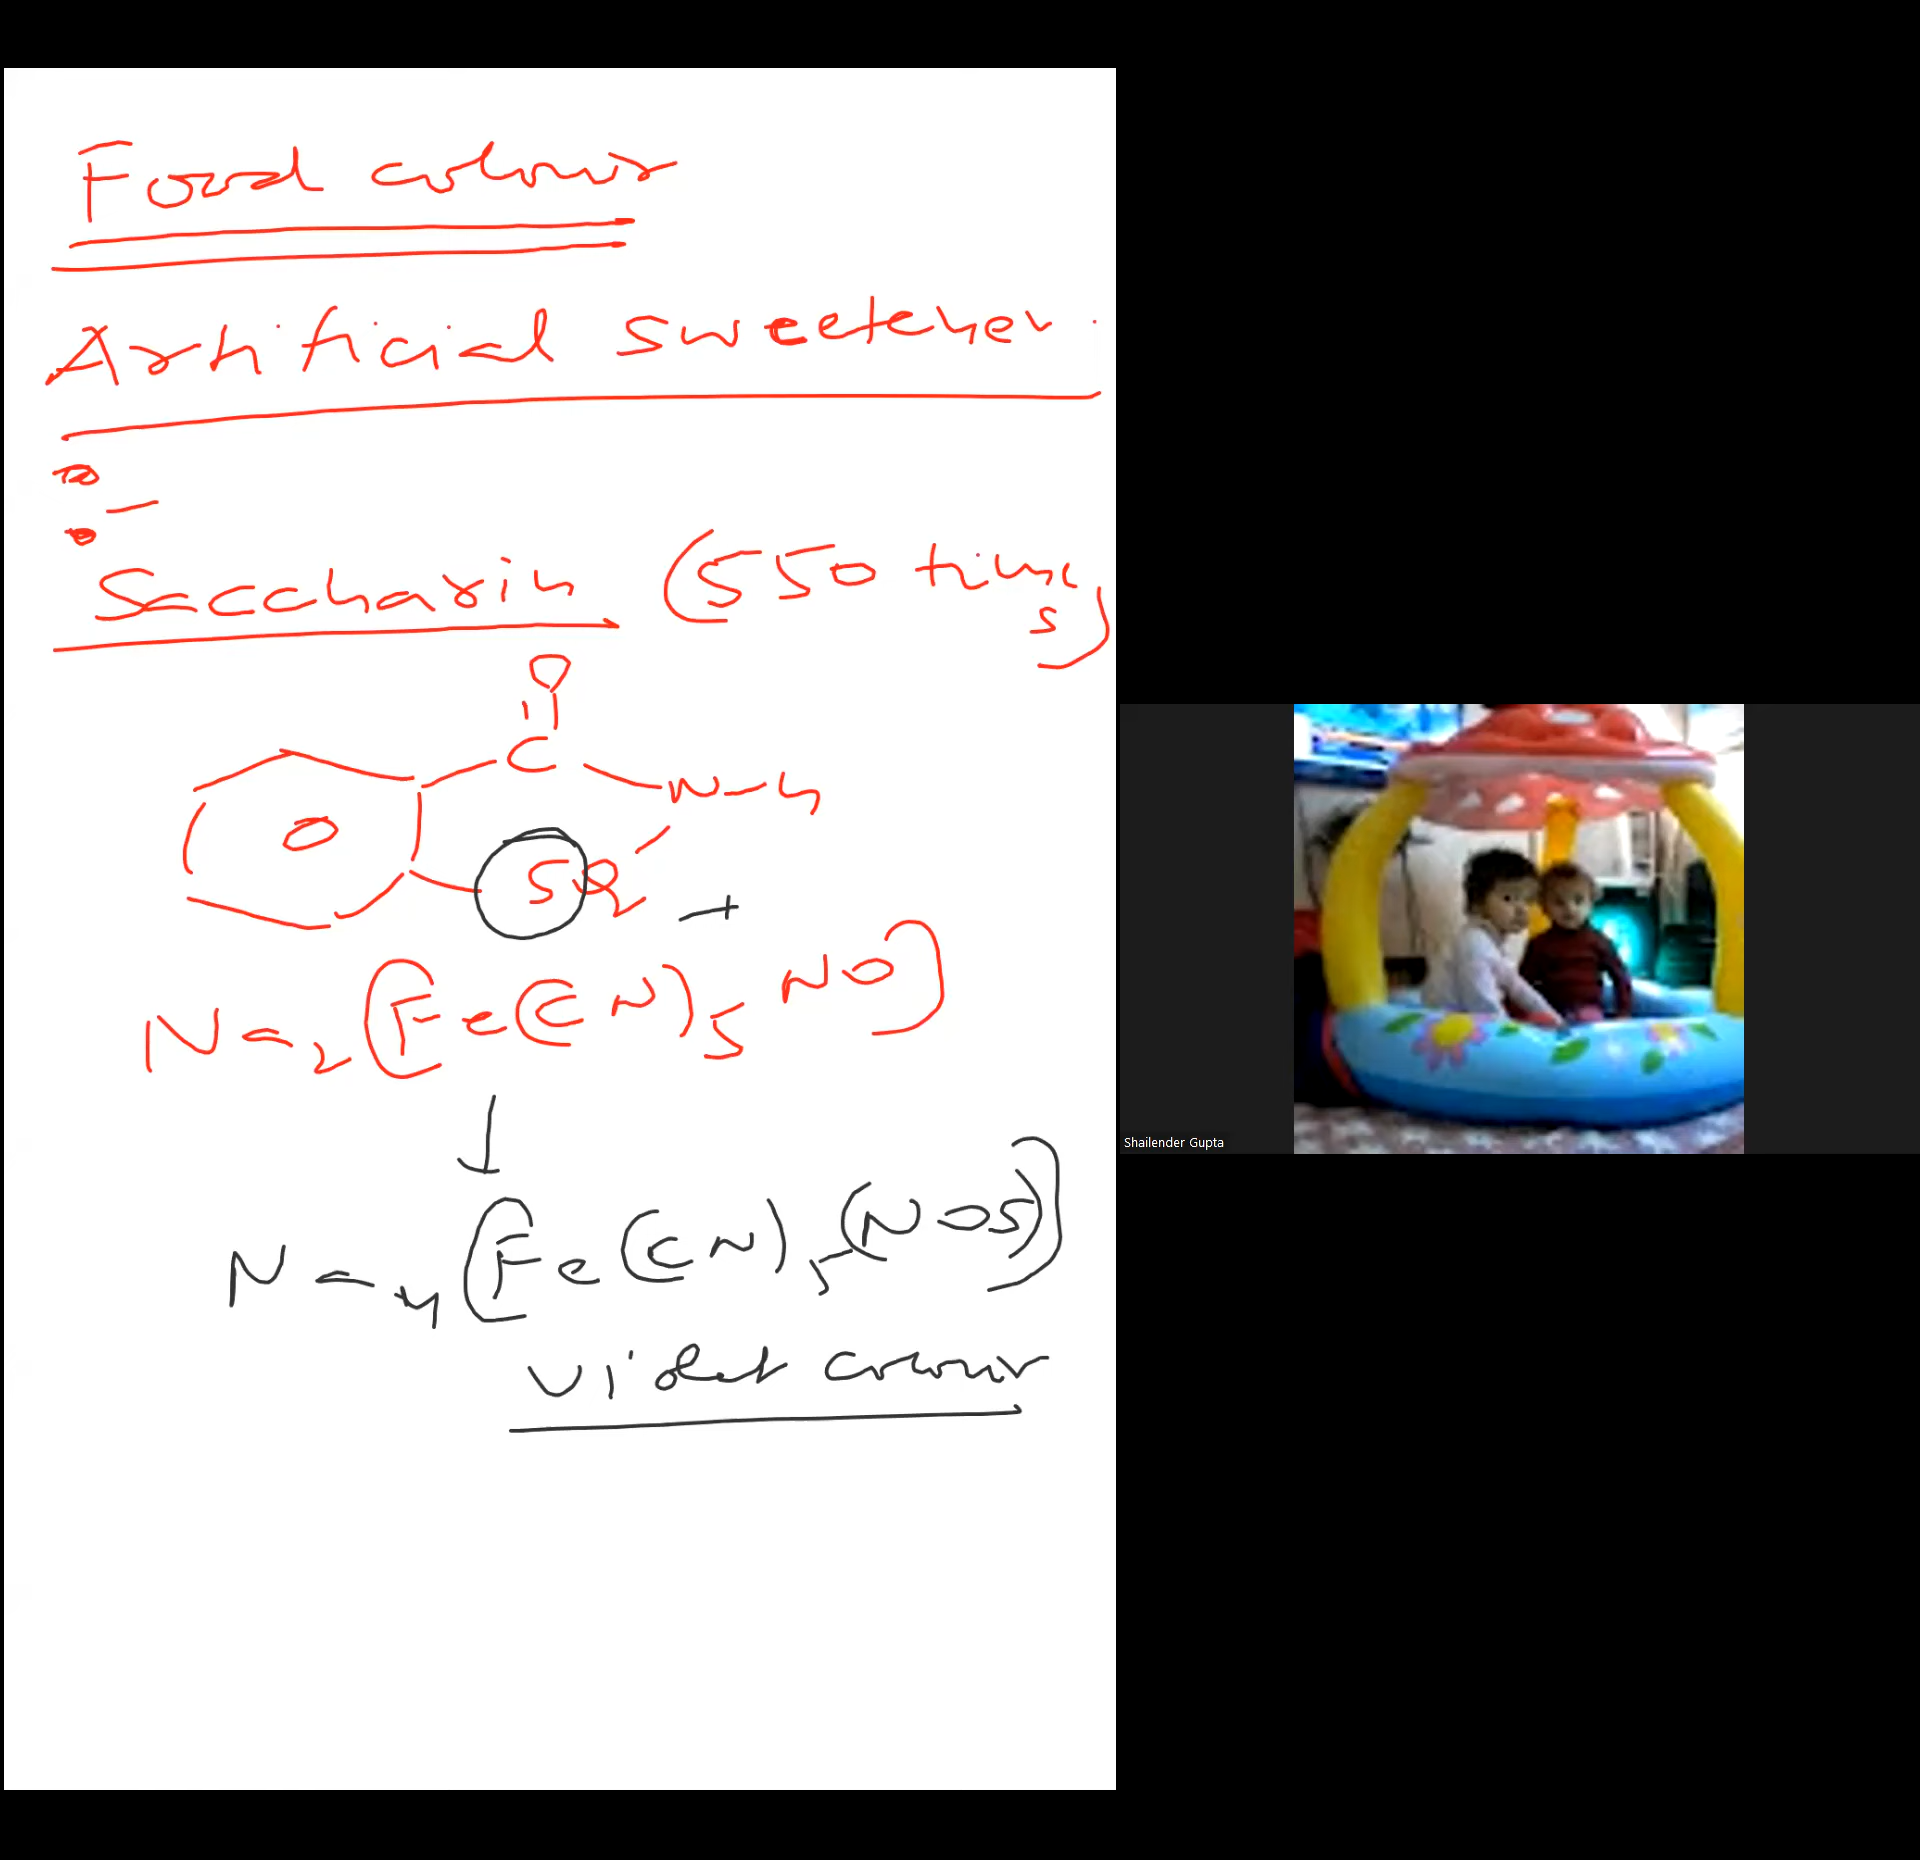 Food colour
Artificial sweetener
Saccharin (550 times)
O
C
N-H
SO2
+
Na2[Fe(CN)5NO]
Na4[Fe(CN)5(NOS)]
violet colour
Shailender Gupta